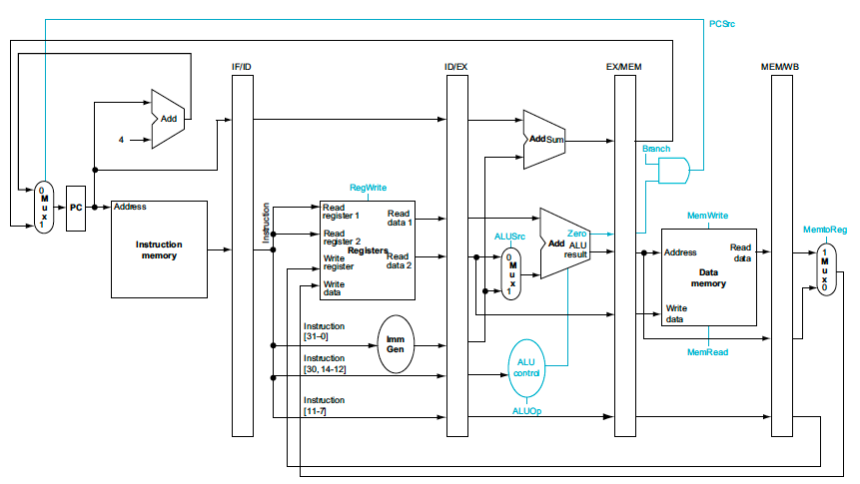 PCSrc
IF/ID
ID/EX
EX/MEM
MEM/WB
Add
4
Add Sum
Branch
0
M
u
x
1
PC
Address
Instruction
memory
Instruction
RegWrite
Read
register 1
Read
data 1
Read
register 2
Registers
Read
data 2
Write
register
Write
data
ALUSrc
0
M
u
x
1
Zero
Add
ALU
result
MemWrite
Address
Read
data
Data
memory
Write
data
MemRead
MemtoReg
1
M
u
x
0
Instruction
[31–0]
Imm
Gen
Instruction
[30, 14-12]
ALU
control
ALUOp
Instruction
[11-7]